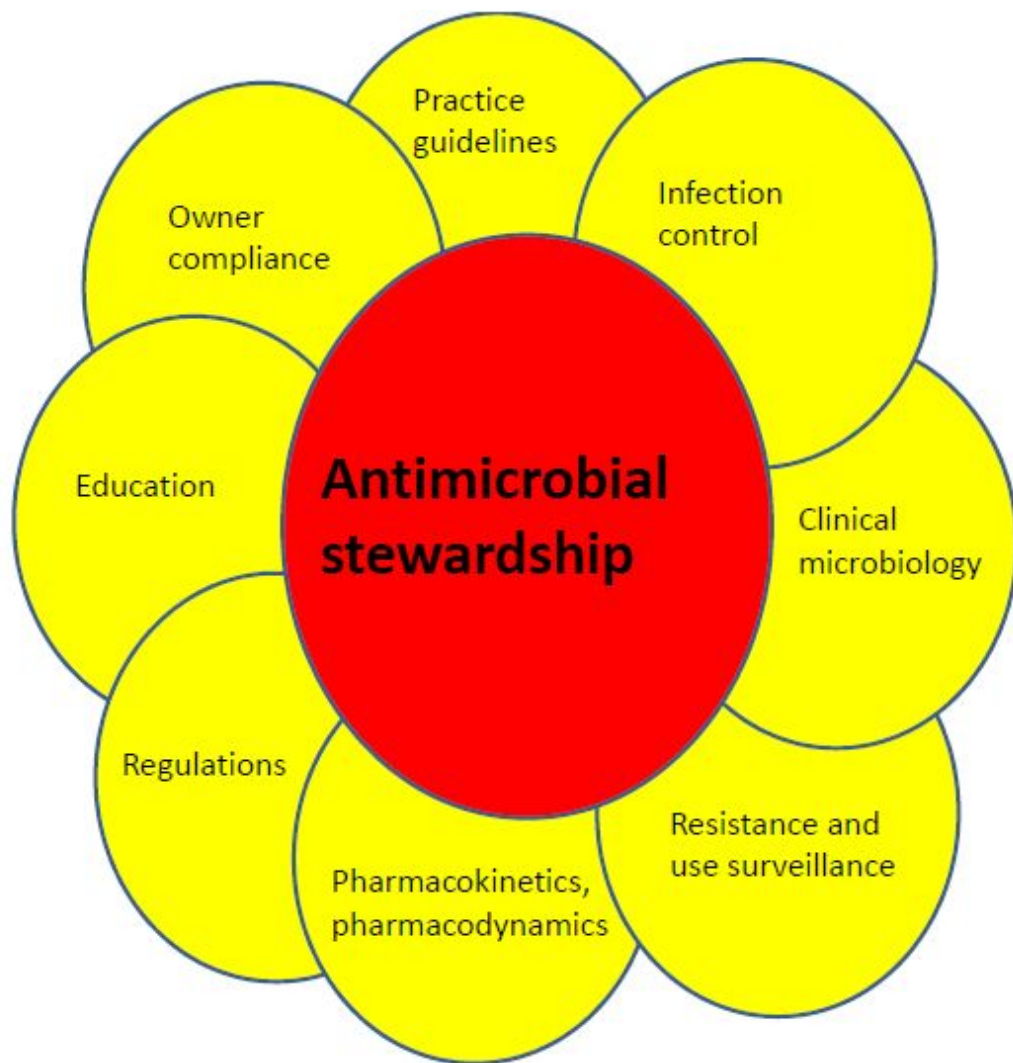 Practice
guidelines
Infection
control
Owner
compliance
Education
Antimicrobial
stewardship
Clinical
microbiology
Regulations
Resistance and
use surveillance
Pharmacokinetics,
pharmacodynamics